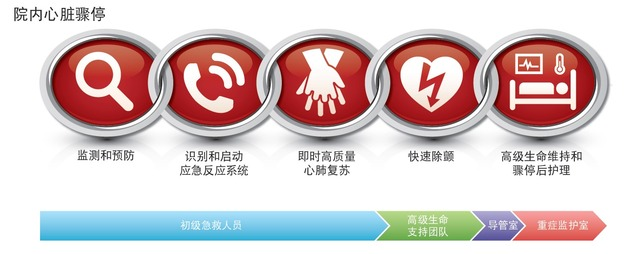 院内心脏骤停
监测和预防
识别和启动
应急反应系统
即时高质量
心肺复苏
快速除颤
高级生命维持和
骤停后护理
初级急救人员
高级生命
支持团队
导管室
重症监护室